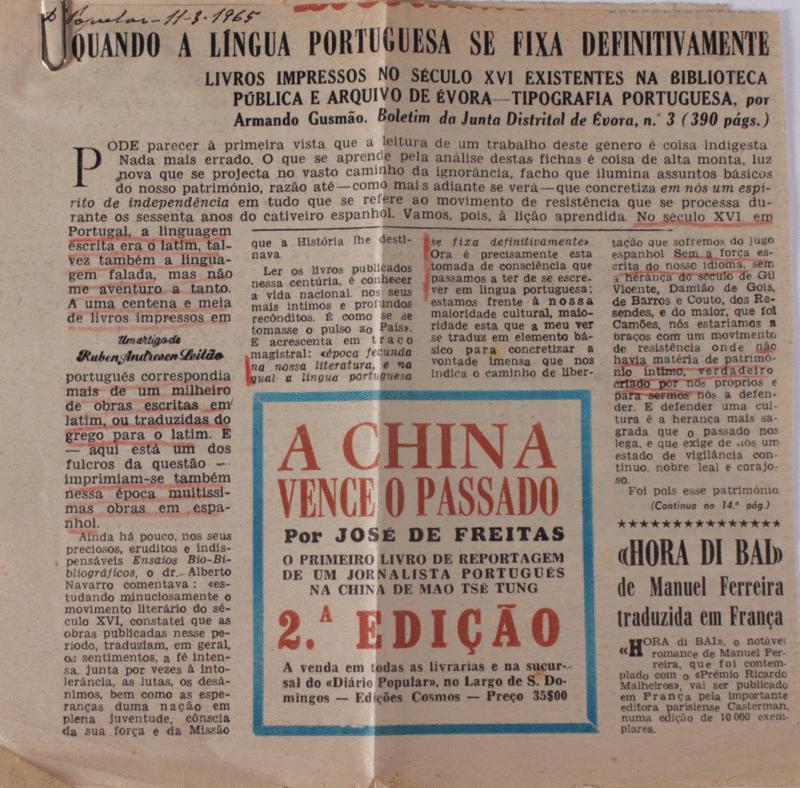 Popular - 11-3-1965
QUANDO A LÍNGUA PORTUGUESA SE FIXA DEFINITIVAMENTE
LIVROS IMPRESSOS NO SÉCULO XVI EXISTENTES NA BIBLIOTECA
PÚBLICA E ARQUIVO DE ÉVORA—TIPOGRAFIA PORTUGUESA, por
Armando Gusmão. Boletim da Junta Distrital de Évora, n.º 3 (390 págs.)
PODE parecer à primeira vista que a leitura de um trabalho deste género é coisa indigesta
Nada mais errado. O que se aprende pela análise destas fichas é coisa de alta monta, luz
nova que se projecta no vasto caminho da ignorância, facho que ilumina assuntos básicos
do nosso património, razão até—como mais adiante se verá—que concretiza em nós um espí-
rito de independência em tudo que se refere ao movimento de resistência que se processa du-
rante os sessenta anos do cativeiro espanhol. Vamos, pois, à lição aprendida. No século XVI em
Portugal, a linguagem
escrita era o latim, tal-
vez também a lingua-
gem falada, mas não
me aventuro a tanto.
A uma centena e meia
de livros impressos em
Um artigo de
Ruben Andresen Leitão
português correspondia
mais de um milheiro
de obras escritas em
latim, ou traduzidas do
grego para o latim. E
— aqui está um dos
fulcros da questão —
imprimiam-se também
nessa época muitíssi-
mas obras em espa-
nhol.
Ainda há pouco, nos seus
preciosos, eruditos e indis-
pensáveis Ensaios Bio-Bi-
bliográficos, o dr. Alberto
Navarro comentava: «es-
tudando minuciosamente o
movimento literário do sé-
culo XVI, constatei que as
obras publicadas nesse pe-
ríodo, traduziam, em geral,
os sentimentos, a fé inten-
sa, junta por vezes à into-
lerância, as lutas, os desâ-
nimos, bem como as espe-
ranças duma nação em
plena juventude, cônscia
da sua força e da Missão
que a História lhe desti-
nava.
Ler os livros publicados
nessa centúria, é conhecer
a vida nacional, nos seus
mais íntimos e profundos
recônditos. É como se se
tomasse o pulso ao País».
E acrescenta em traço
magistral: «época fecunda
na nossa literatura, e na
qual a língua portuguesa
se fixa definitivamente»
Ora é precisamente esta
tomada de consciência que
passamos a ter de se escre-
ver em língua portuguesa;
estamos frente à nossa
maioridade cultural, maio-
ridade esta que a meu ver
se traduz em elemento bá-
sico para concretizar a
vontade imensa que nos
indica o caminho de liber-
tação que sofremos do jugo
espanhol Sem a força es-
crita do nosso idioma, sem
a herança do século de Gil
Vicente, Damião de Góis,
de Barros e Couto, dos Re-
sendes, e do maior, que foi
Camões, nós estaríamos a
braços com um movimento
de resistência onde não
havia matéria de patrimó-
nio íntimo, verdadeiro
criado por nós próprios e
para sermos nós a defen-
der. E defender uma cul-
tura é a herança mais sa-
grada que o passado nos
lega, e que exige de nós um
estado de vigilância con-
tínuo, nobre leal e corajo-
so.
Foi pois esse património
(Continua na 14.ª pág.)
A CHINA
VENCE O PASSADO
Por JOSÉ DE FREITAS
O PRIMEIRO LIVRO DE REPORTAGEM
DE UM JORNALISTA PORTUGUÊS
NA CHINA DE MAO TSÉ TUNG
2.ª EDIÇÃO
A venda em todas as livrarias e na sucur-
sal do «Diário Popular», no Largo de S. Do-
mingos — Edições Cosmos — Preço 35$00
★★★★★★★★★★★★★★★
«HORA DI BAI»
de Manuel Ferreira
traduzida em França
«HORA di BAI», o notável
romance de Manuel Fer-
reira, que foi contem-
plado com o «Prémio Ricardo
Malheiros», vai ser publicado
em França pela importante
editora parisiense Casterman,
numa edição de 10 000 exem-
plares.